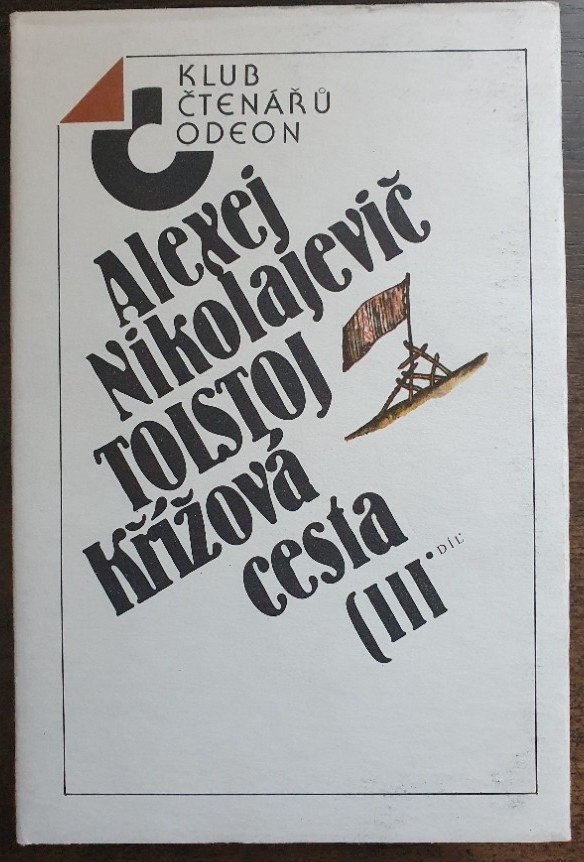 KLUB
ČTENÁŘŮ
ODEON
Alexej
Nikolajevič
TOLSTOJ
Křížová
cesta
(III. DÍL